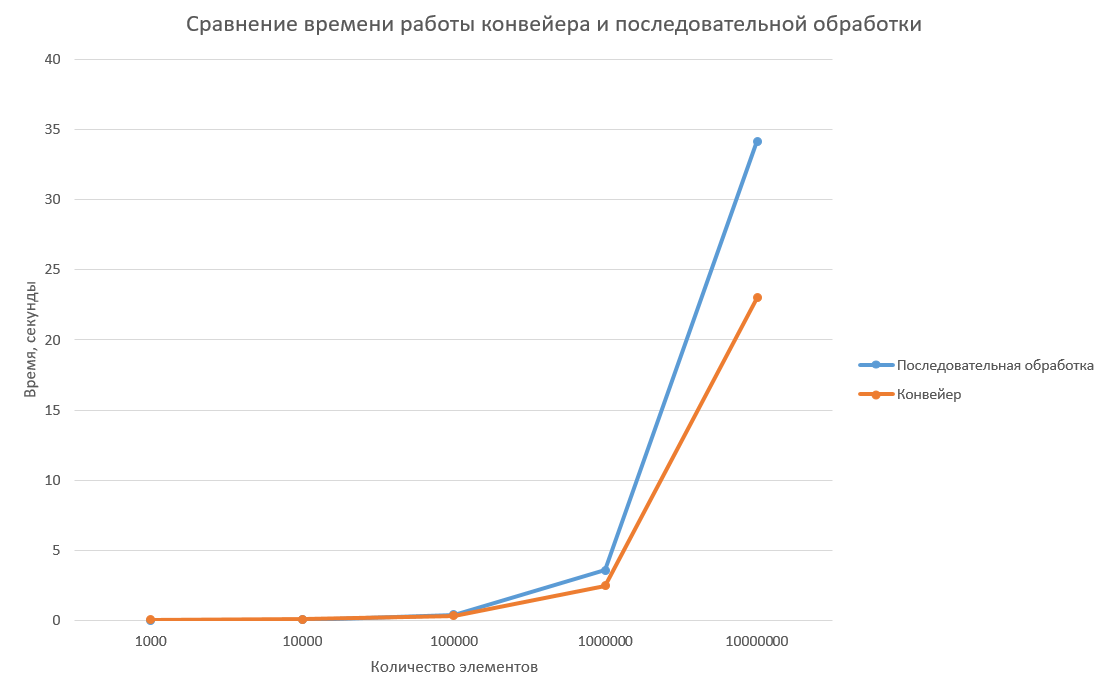 Сравнение времени работы конвейера и последовательной обработки
40
35
30
25
20
15
10
5
0
Время, секунды
1000 10000 100000 1000000 10000000
Количество элементов
Последовательная обработка
Конвейер